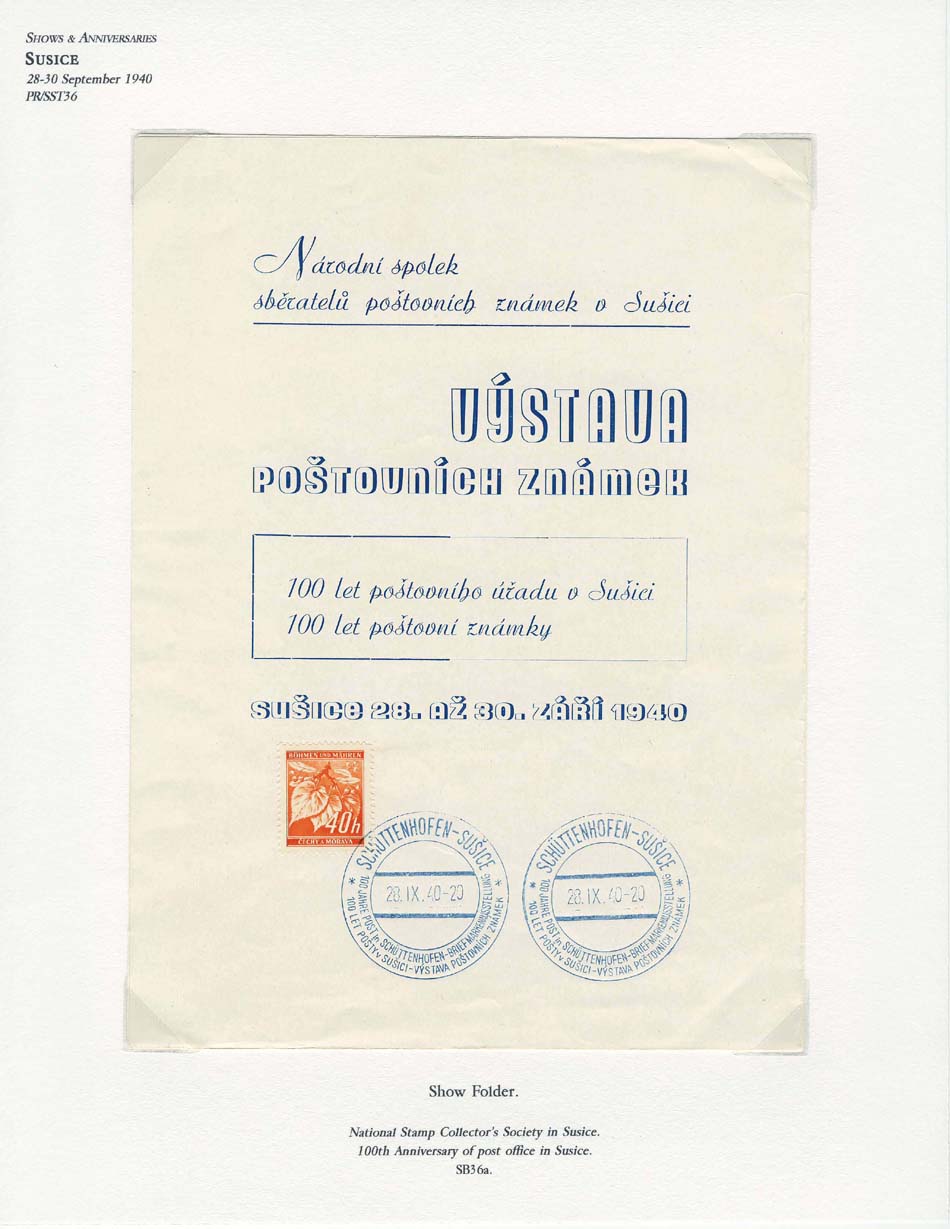 SHOWS & ANNIVERSARIES
SUSICE
28-30 September 1940
PR/SST36
Národní spolek
sběratelů poštovních známek v Sušici
VÝSTAVA
POŠTOVNÍCH ZNÁMEK
100 let poštovního úřadu v Sušici
100 let poštovní známky
SUŠICE 28. AŽ 30. ZÁŘÍ 1940
BÖHMEN UND MÄHREN
40h
ČECHY A MORAVA
SCHÜTTENHOFEN-SUŠICE
28.IX.40-20
* 100 JAHRE POST in SCHÜTTENHOFEN-BRIEFMARKENAUSSTELLUNG *
100 LET POŠTY v SUŠICI-VÝSTAVA POŠTOVNÍCH ZNÁMEK
SCHÜTTENHOFEN-SUŠICE
28.IX.40-20
* 100 JAHRE POST in SCHÜTTENHOFEN-BRIEFMARKENAUSSTELLUNG *
100 LET POŠTY v SUŠICI-VÝSTAVA POŠTOVNÍCH ZNÁMEK
Show Folder.
National Stamp Collector's Society in Susice.
100th Anniversary of post office in Susice.
SB36a.